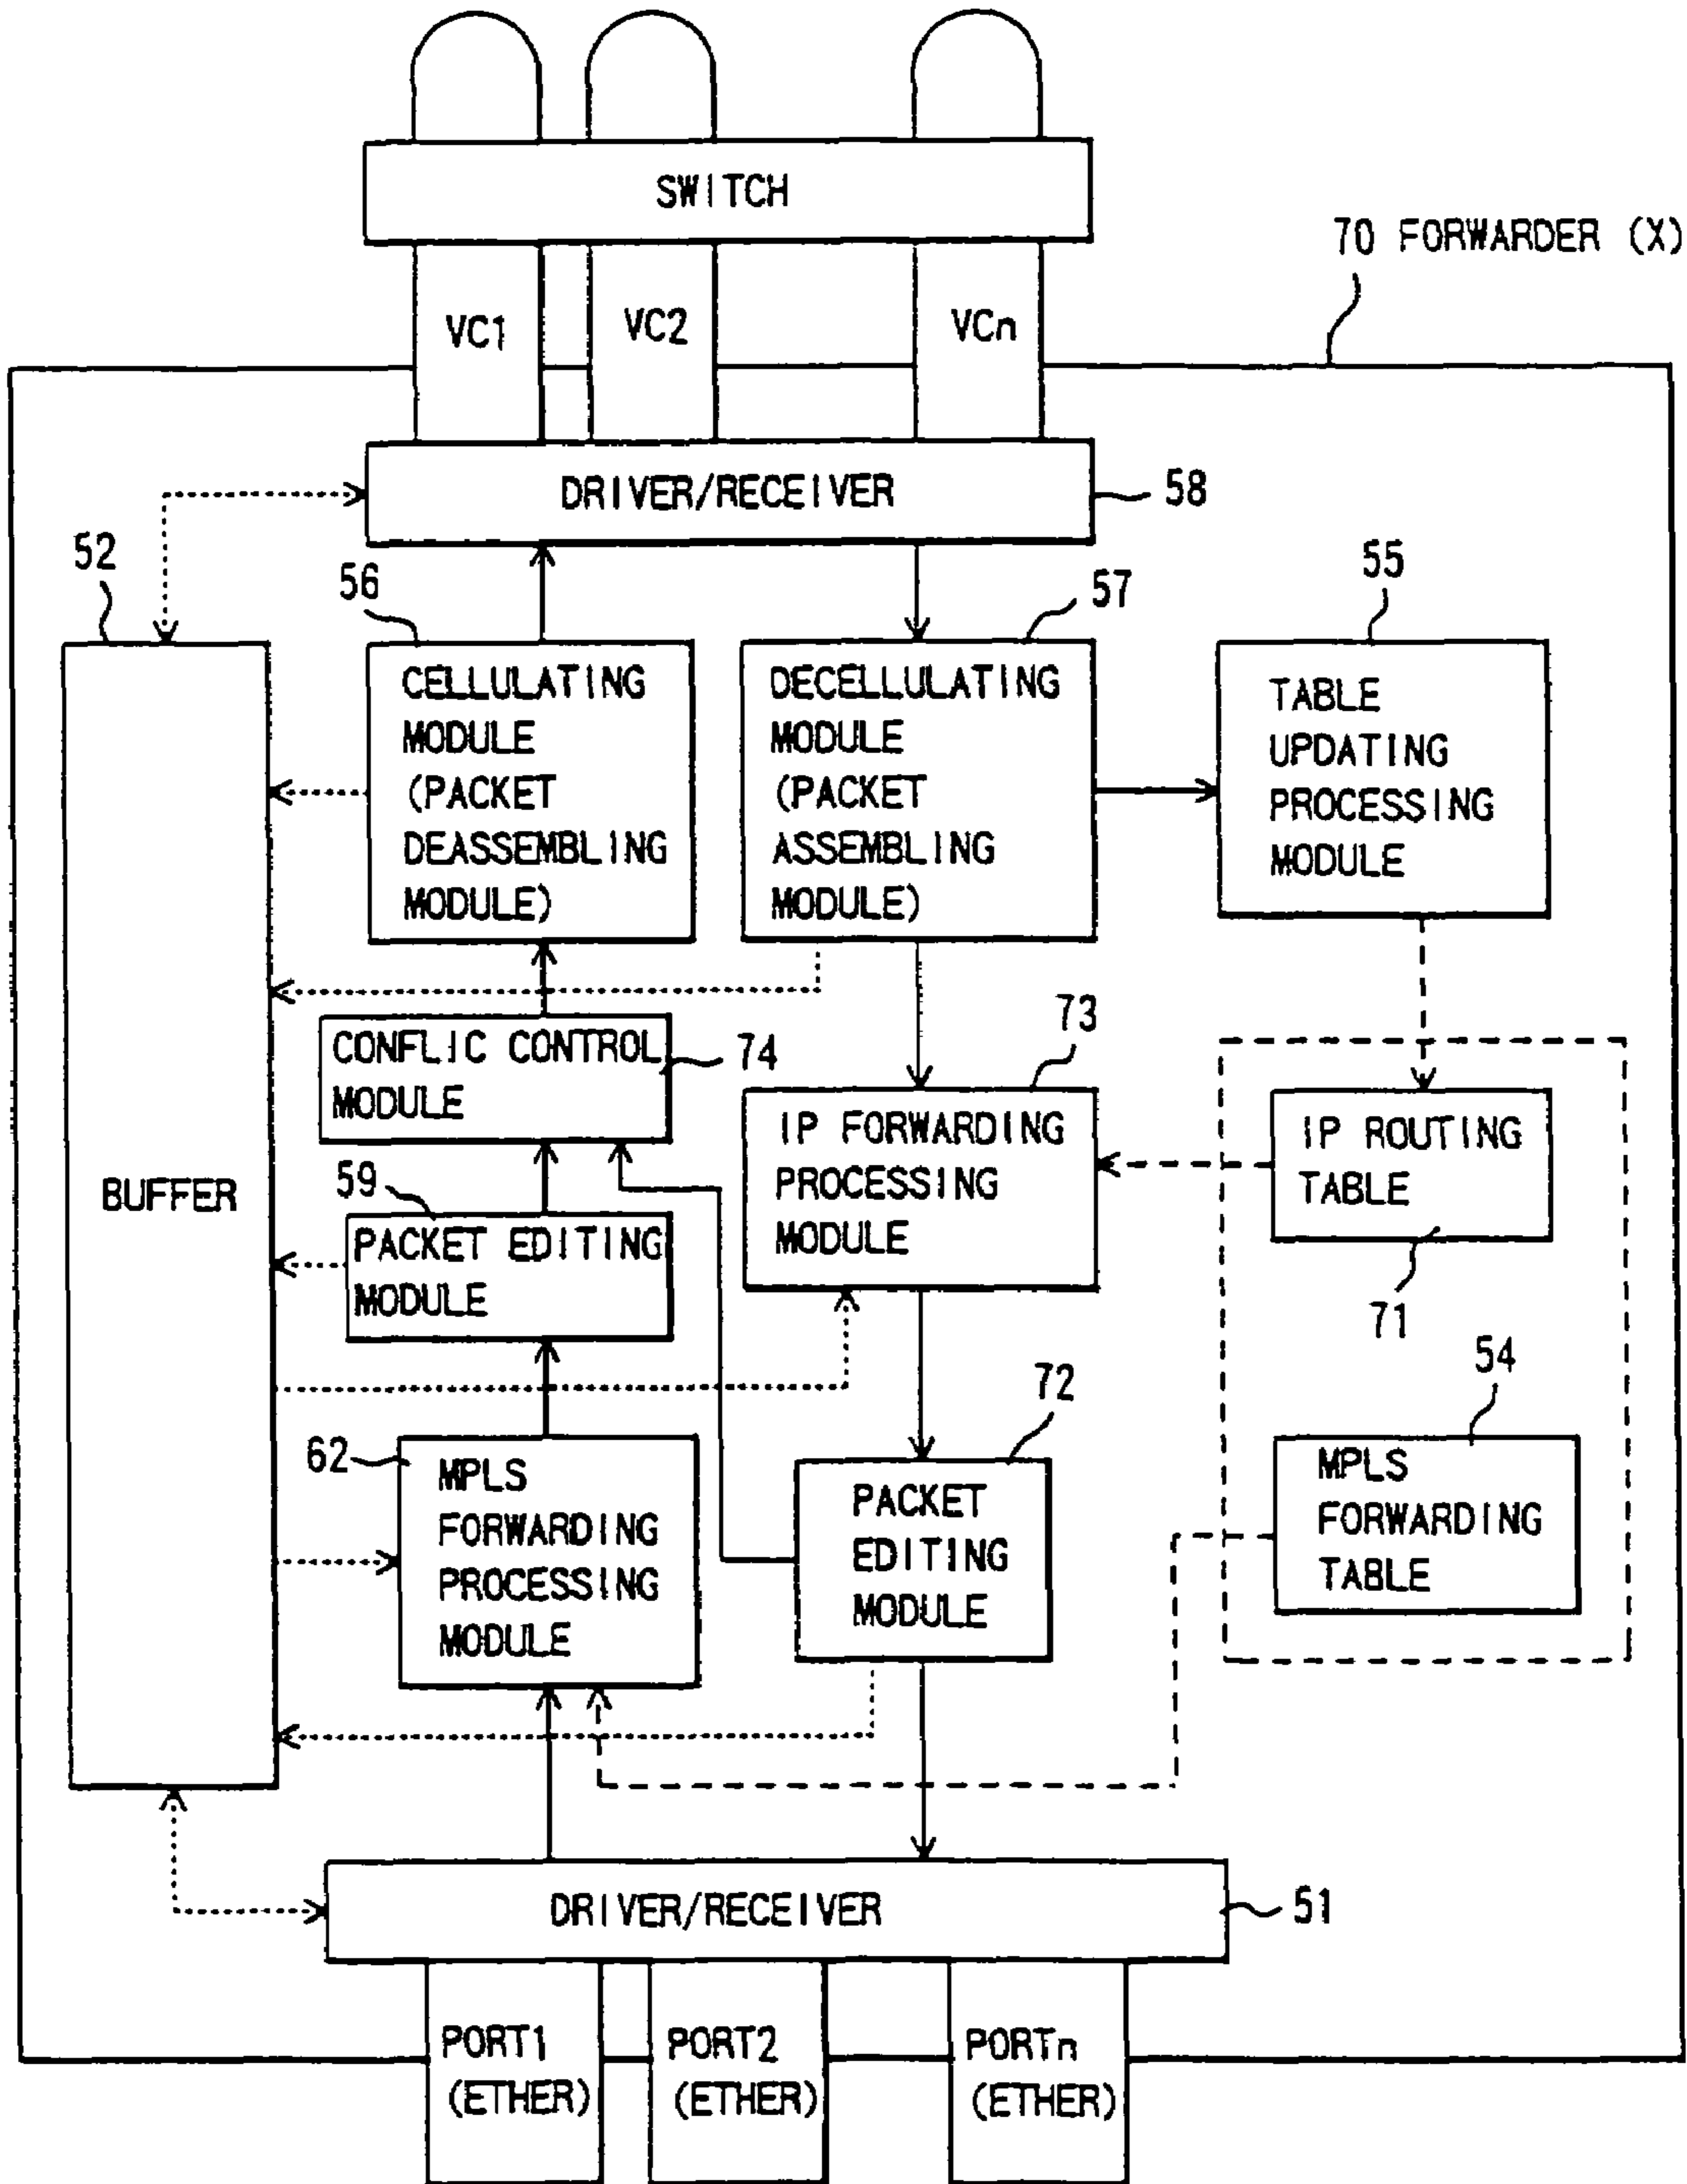 SWITCH
70 FORWARDER (X)
VC1
VC2
VCn
DRIVER/RECEIVER
58
52
56
57
55
CELLULATING
MODULE
(PACKET
DEASSEMBLING
MODULE)
DECELLULATING
MODULE
(PACKET
ASSEMBLING
MODULE)
TABLE
UPDATING
PROCESSING
MODULE
BUFFER
CONFLIC CONTROL
MODULE
74
73
IP FORWARDING
PROCESSING
MODULE
IP ROUTING
TABLE
71
59
PACKET EDITING
MODULE
62
MPLS
FORWARDING
PROCESSING
MODULE
72
PACKET
EDITING
MODULE
54
MPLS
FORWARDING
TABLE
DRIVER/RECEIVER
51
PORT1
(ETHER)
PORT2
(ETHER)
PORTn
(ETHER)